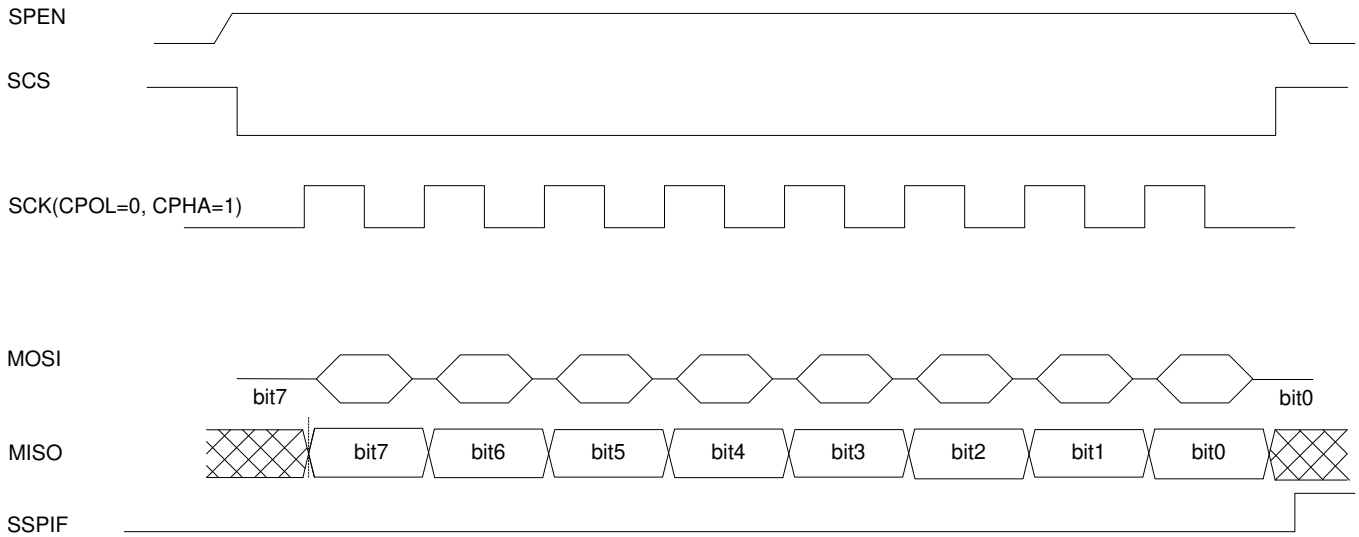 SPEN
SCS
SCK(CPOL=0, CPHA=1)
MOSI
bit7 bit0
MISO bit7 bit6 bit5 bit4 bit3 bit2 bit1 bit0
SSPIF